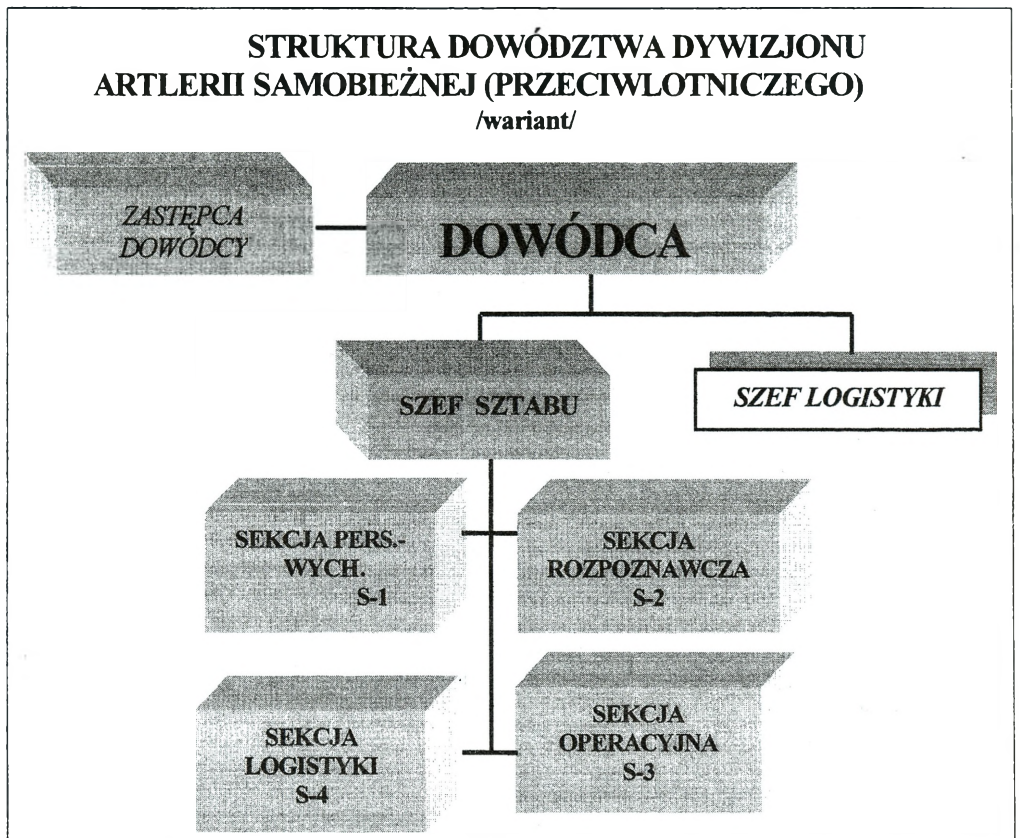 STRUKTURA DOWÓDZTWA DYWIZJONU
ARTLERII SAMOBIEŻNEJ (PRZECIWLOTNICZEGO)
/wariant/
ZASTĘPCA
DOWÓDCY
DOWÓDCA
SZEF SZTABU
SZEF LOGISTYKI
SEKCJA PERS.-
WYCH.
S-1
SEKCJA
ROZPOZNAWCZA
S-2
SEKCJA
LOGISTYKI
S-4
SEKCJA
OPERACYJNA
S-3